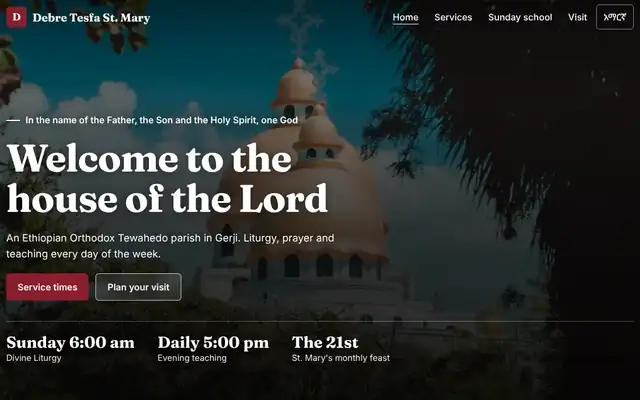 D Debre Tesfa St. Mary
Home Services Sunday school Visit አማርኛ
In the name of the Father, the Son and the Holy Spirit, one God
Welcome to the
house of the Lord
An Ethiopian Orthodox Tewahedo parish in Gerji. Liturgy, prayer and
teaching every day of the week.
Service times Plan your visit
Sunday 6:00 am Daily 5:00 pm The 21st
Divine Liturgy Evening teaching St. Mary's monthly feast